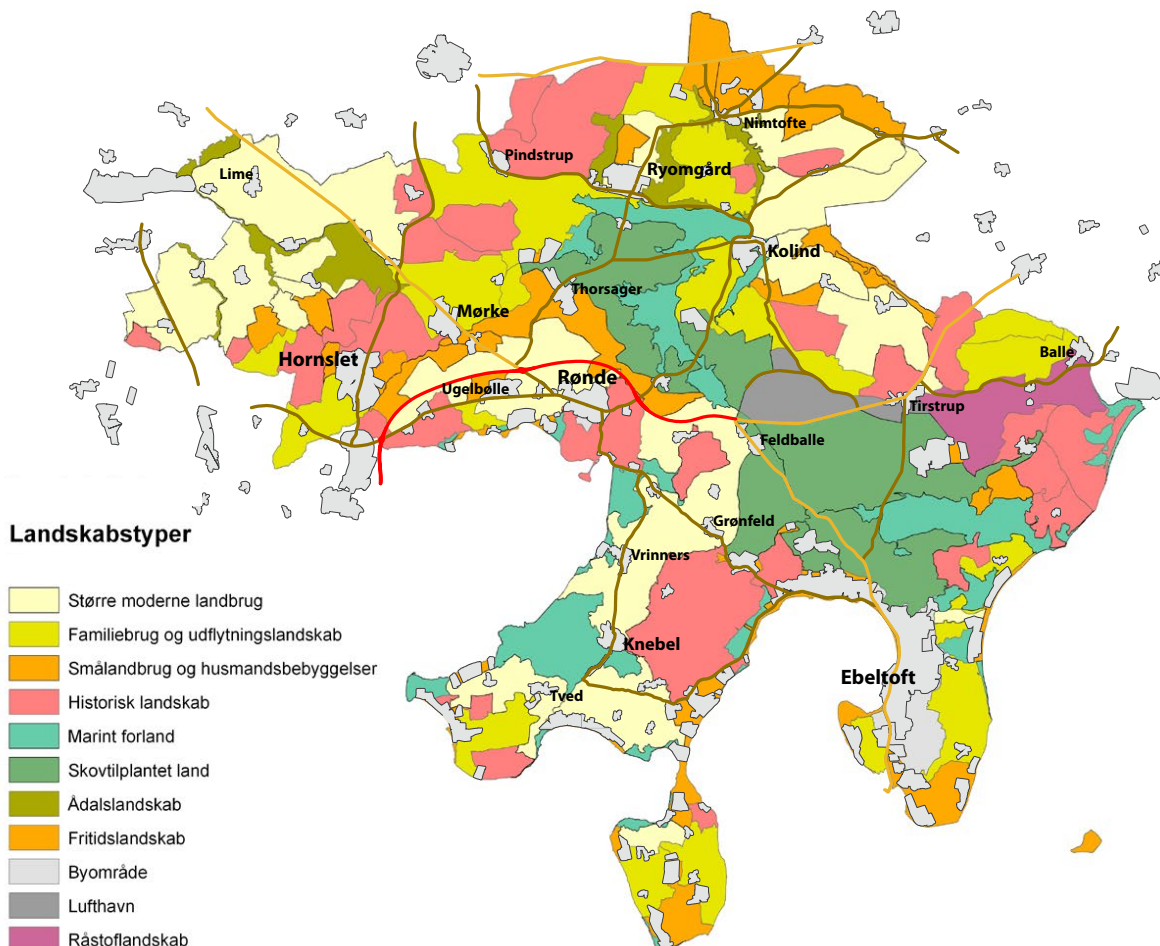 Nimtofte
Pindstrup
Ryomgård
Lime
Kolind
Thorsager
Mørke
Hornslet
Balle
Rønde
Ugelbølle
Tirstrup
Feldballe
Grønfeld
Vrinners
Knebel
Ebeltoft
Tved
Landskabstyper
Større moderne landbrug
Familiebrug og udflytningslandskab
Smålandbrug og husmandsbebyggelser
Historisk landskab
Marint forland
Skovtilplantet land
Ådalslandskab
Fritidslandskab
Byområde
Lufthavn
Råstoflandskab